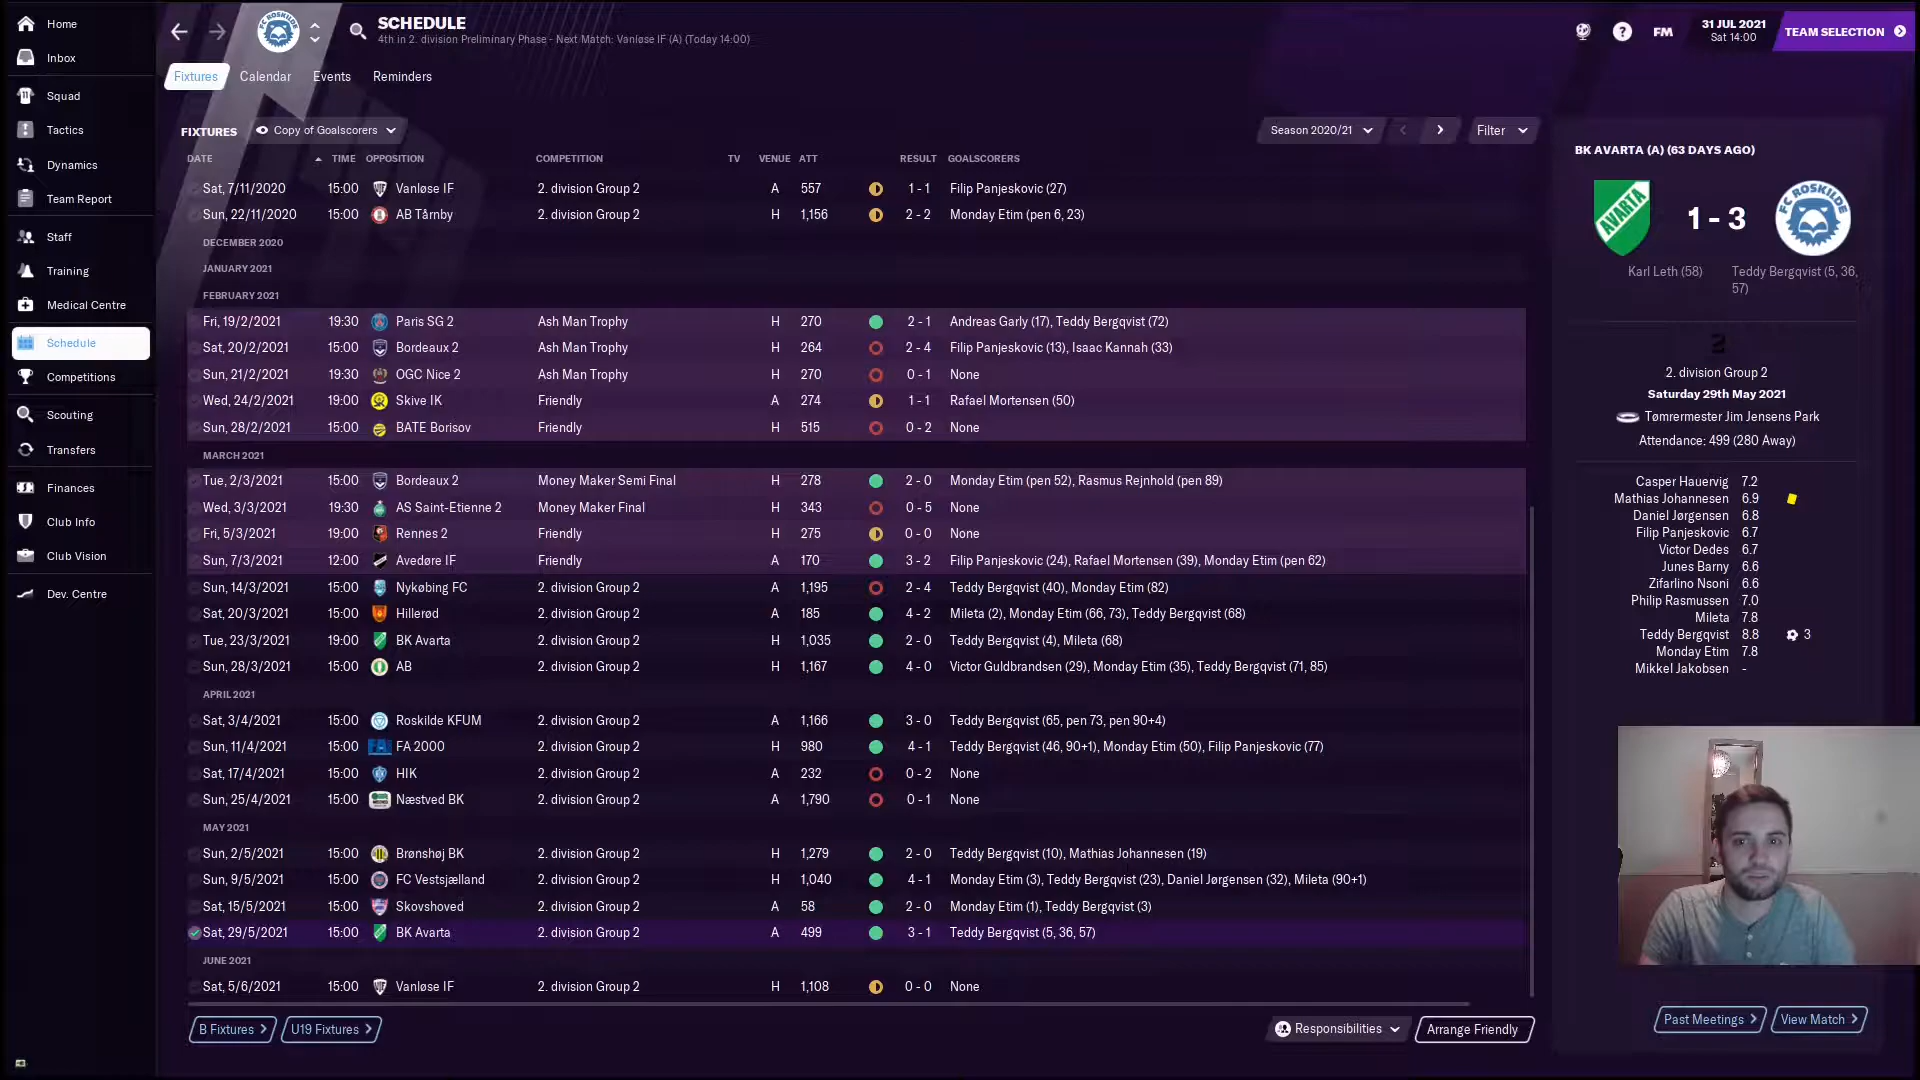 Home
Inbox
Squad
Tactics
Dynamics
Team Report
Staff
Training
Medical Centre
Schedule
Competitions
Scouting
Transfers
Finances
Club Info
Club Vision
Dev. Centre
SCHEDULE
4th in 2. division Preliminary Phase - Next Match: Vanløse IF (A) (Today 14:00)
FM
31 JUL 2021
Sat 14:00
TEAM SELECTION
Fixtures Calendar Events Reminders
FIXTURES Copy of Goalscorers Season 2020/21 Filter
DATE TIME OPPOSITION COMPETITION TV VENUE ATT RESULT GOALSCORERS
Sat, 7/11/2020 15:00 Vanløse IF 2. division Group 2 A 557 1 - 1 Filip Panjeskovic (27)
Sun, 22/11/2020 15:00 AB Tårnby 2. division Group 2 H 1,156 2 - 2 Monday Etim (pen 6, 23)
DECEMBER 2020
JANUARY 2021
FEBRUARY 2021
Fri, 19/2/2021 19:30 Paris SG 2 Ash Man Trophy H 270 2 - 1 Andreas Garly (17), Teddy Bergqvist (72)
Sat, 20/2/2021 15:00 Bordeaux 2 Ash Man Trophy H 264 2 - 4 Filip Panjeskovic (13), Isaac Kannah (33)
Sun, 21/2/2021 19:30 OGC Nice 2 Ash Man Trophy H 270 0 - 1 None
Wed, 24/2/2021 19:00 Skive IK Friendly A 274 1 - 1 Rafael Mortensen (50)
Sun, 28/2/2021 15:00 BATE Borisov Friendly H 515 0 - 2 None
MARCH 2021
Tue, 2/3/2021 15:00 Bordeaux 2 Money Maker Semi Final H 278 2 - 0 Monday Etim (pen 52), Rasmus Rejnhold (pen 89)
Wed, 3/3/2021 19:30 AS Saint-Etienne 2 Money Maker Final H 343 0 - 5 None
Fri, 5/3/2021 19:00 Rennes 2 Friendly H 275 0 - 0 None
Sun, 7/3/2021 12:00 Avedøre IF Friendly A 170 3 - 2 Filip Panjeskovic (24), Rafael Mortensen (39), Monday Etim (pen 62)
Sun, 14/3/2021 15:00 Nykøbing FC 2. division Group 2 A 1,195 2 - 4 Teddy Bergqvist (40), Monday Etim (82)
Sat, 20/3/2021 15:00 Hillerød 2. division Group 2 A 185 4 - 2 Mileta (2), Monday Etim (66, 73), Teddy Bergqvist (68)
Tue, 23/3/2021 19:00 BK Avarta 2. division Group 2 H 1,035 2 - 0 Teddy Bergqvist (4), Mileta (68)
Sun, 28/3/2021 15:00 AB 2. division Group 2 H 1,167 4 - 0 Victor Guldbrandsen (29), Monday Etim (35), Teddy Bergqvist (71, 85)
APRIL 2021
Sat, 3/4/2021 15:00 Roskilde KFUM 2. division Group 2 A 1,166 3 - 0 Teddy Bergqvist (65, pen 73, pen 90+4)
Sun, 11/4/2021 15:00 FA 2000 2. division Group 2 H 980 4 - 1 Teddy Bergqvist (46, 90+1), Monday Etim (50), Filip Panjeskovic (77)
Sat, 17/4/2021 15:00 HIK 2. division Group 2 A 232 0 - 2 None
Sun, 25/4/2021 15:00 Næstved BK 2. division Group 2 A 1,790 0 - 1 None
MAY 2021
Sun, 2/5/2021 15:00 Brønshøj BK 2. division Group 2 H 1,279 2 - 0 Teddy Bergqvist (10), Mathias Johannesen (19)
Sun, 9/5/2021 15:00 FC Vestsjælland 2. division Group 2 H 1,040 4 - 1 Monday Etim (3), Teddy Bergqvist (23), Daniel Jørgensen (32), Mileta (90+1)
Sat, 15/5/2021 15:00 Skovshoved 2. division Group 2 A 58 2 - 0 Monday Etim (1), Teddy Bergqvist (3)
Sat, 29/5/2021 15:00 BK Avarta 2. division Group 2 A 499 3 - 1 Teddy Bergqvist (5, 36, 57)
JUNE 2021
Sat, 5/6/2021 15:00 Vanløse IF 2. division Group 2 H 1,108 0 - 0 None
B Fixtures U19 Fixtures Responsibilities Arrange Friendly
BK AVARTA (A) (63 DAYS AGO)
AVARTA 1 - 3 FC ROSKILDE
Karl Leth (58) Teddy Bergqvist (5, 36,
57)
2
2. division Group 2
Saturday 29th May 2021
Tømrermester Jim Jensens Park
Attendance: 499 (280 Away)
Casper Hauervig 7.2
Mathias Johannesen 6.9
Daniel Jørgensen 6.8
Filip Panjeskovic 6.7
Victor Dedes 6.7
Junes Barny 6.6
Zifarlino Nsoni 6.6
Philip Rasmussen 7.0
Mileta 7.8
Teddy Bergqvist 8.8 3
Monday Etim 7.8
Mikkel Jakobsen -
Past Meetings View Match